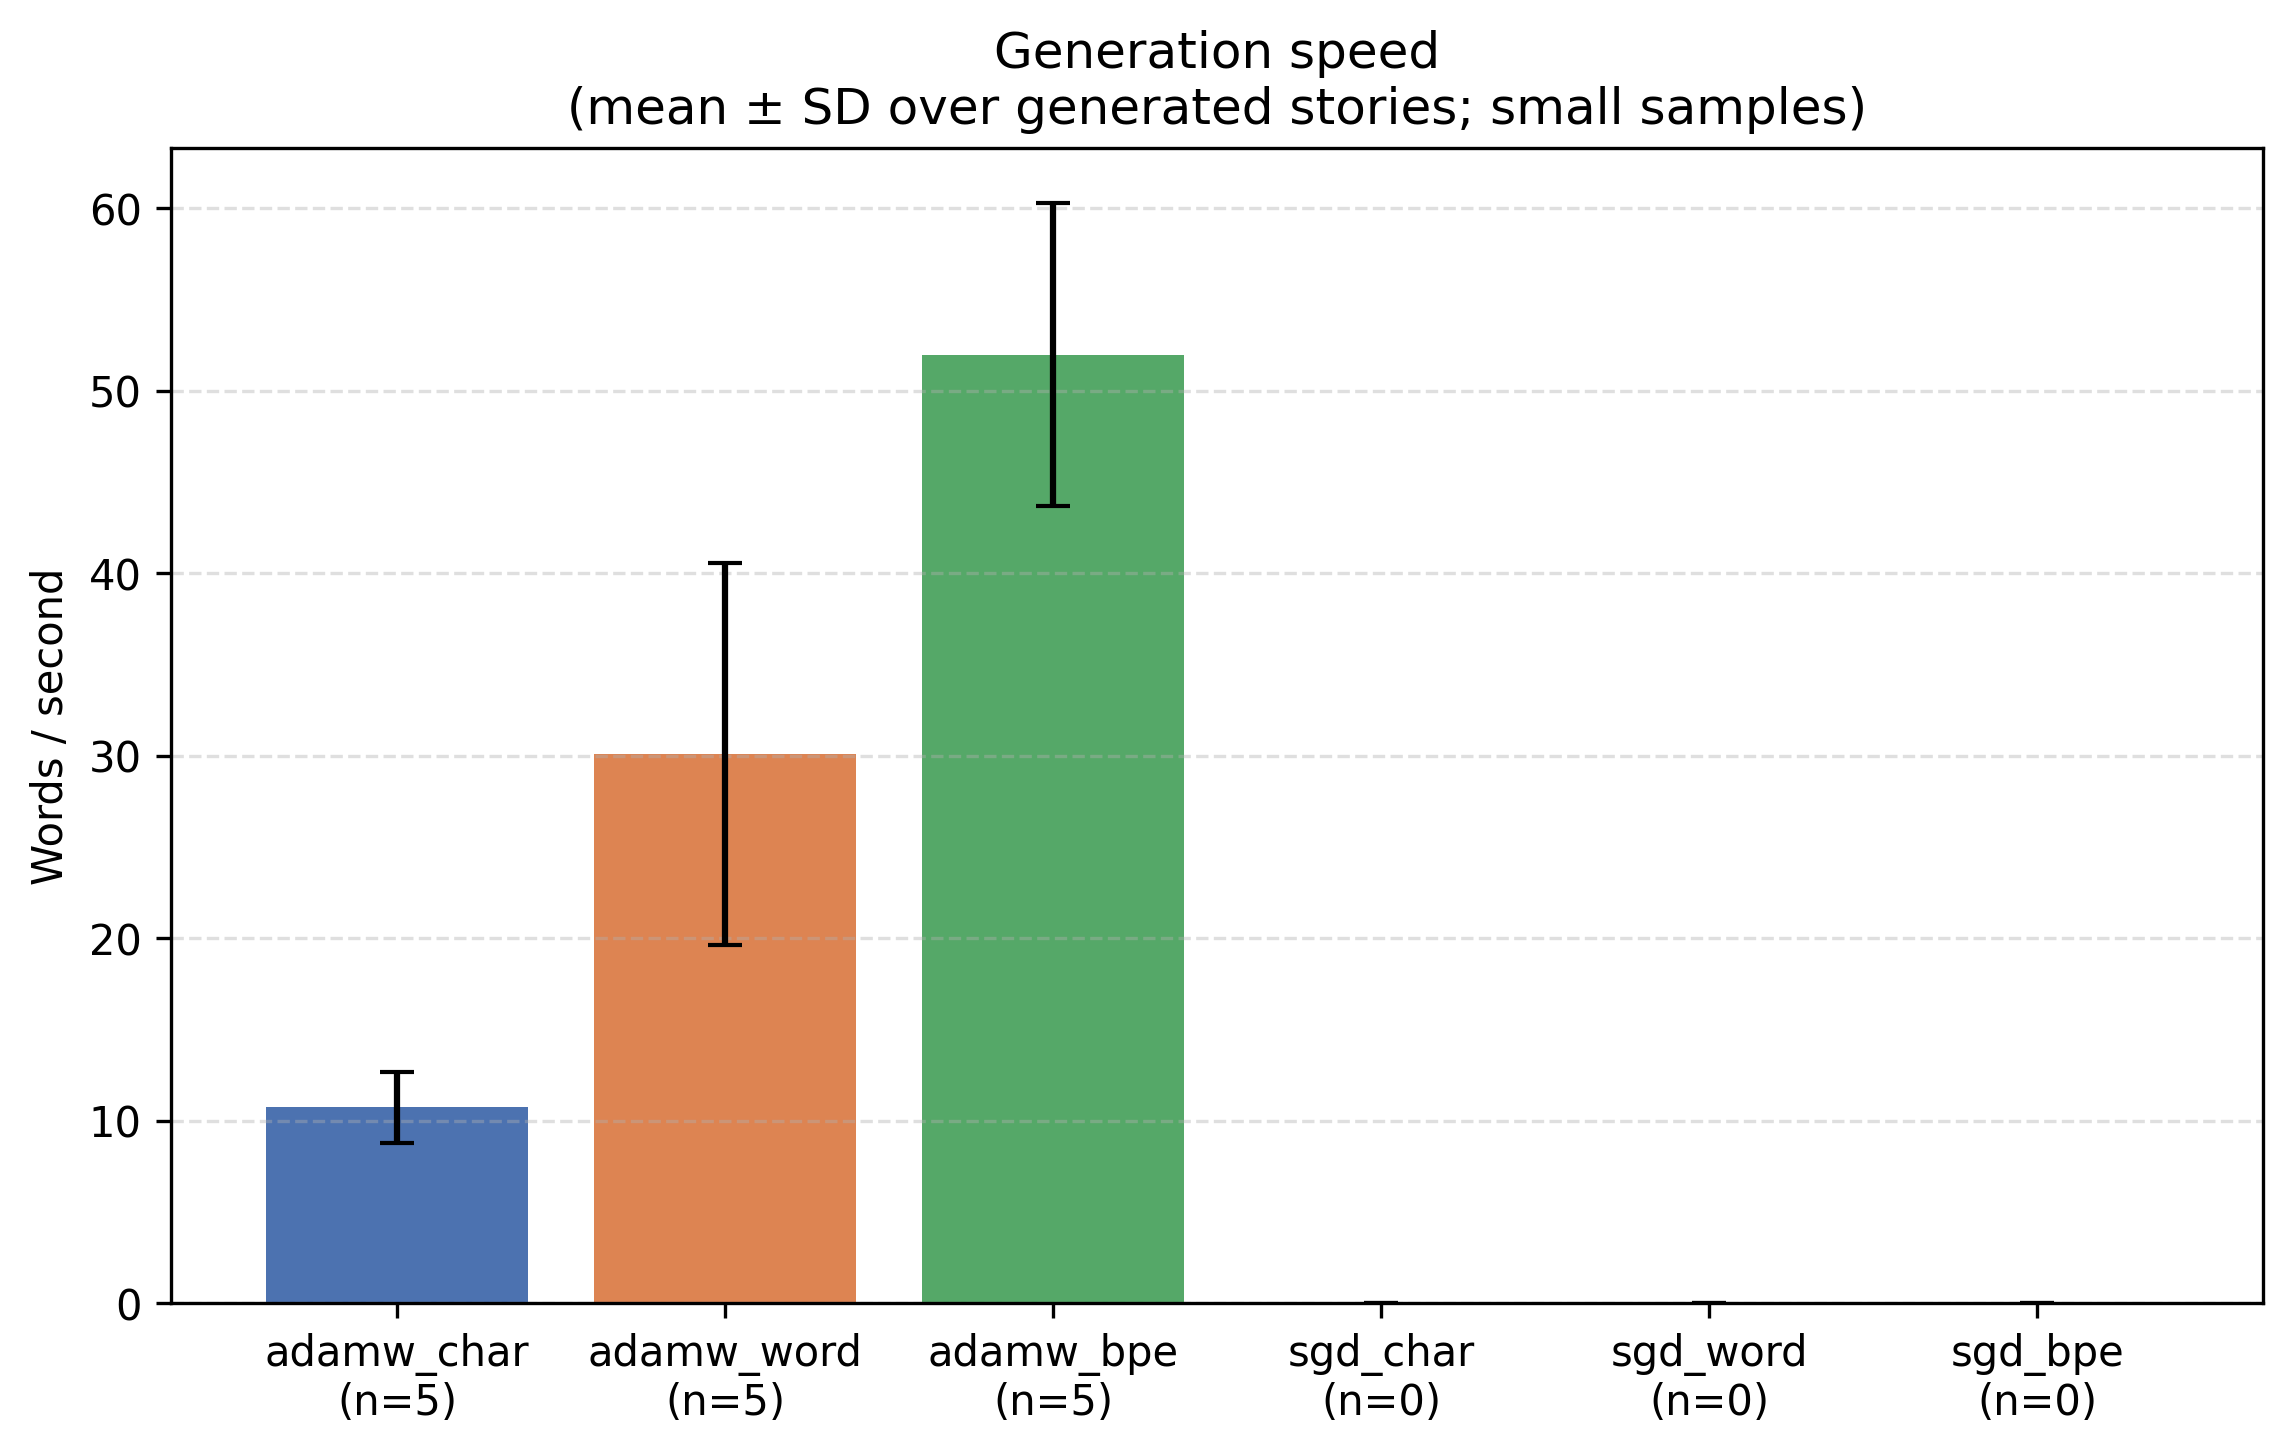 Generation speed
(mean ± SD over generated stories; small samples)
Words / second
60
50
40
30
20
10
0
adamw_char adamw_word adamw_bpe sgd_char sgd_word sgd_bpe
(n=5) (n=5) (n=5) (n=0) (n=0) (n=0)